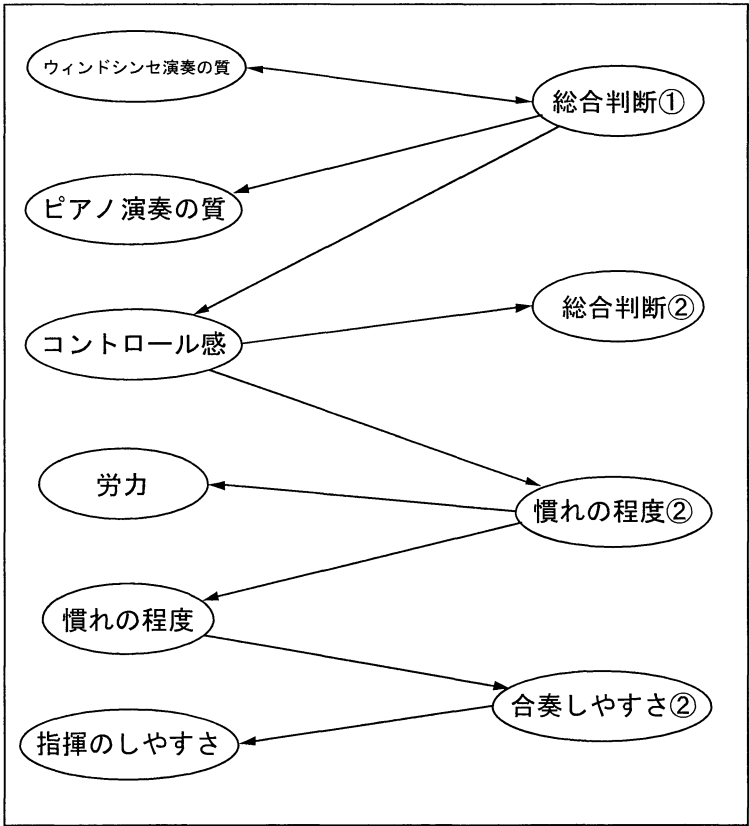 ウィンドシンセ演奏の質
総合判断①
ピアノ演奏の質
総合判断②
コントロール感
労力
慣れの程度②
慣れの程度
合奏しやすさ②
指揮のしやすさ